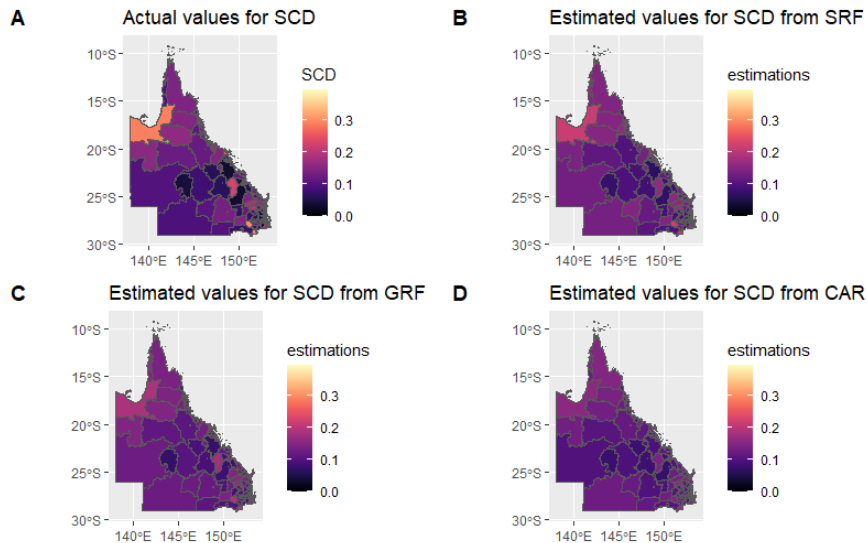 A Actual values for SCD
10°S
15°S
20°S
25°S
30°S
140°E 145°E 150°E
SCD
0.3
0.2
0.1
0.0
B Estimated values for SCD from SRF
10°S
15°S
20°S
25°S
30°S
140°E 145°E 150°E
estimations
0.3
0.2
0.1
0.0
C Estimated values for SCD from GRF
10°S
15°S
20°S
25°S
30°S
140°E 145°E 150°E
estimations
0.3
0.2
0.1
0.0
D Estimated values for SCD from CAR
10°S
15°S
20°S
25°S
30°S
140°E 145°E 150°E
estimations
0.3
0.2
0.1
0.0